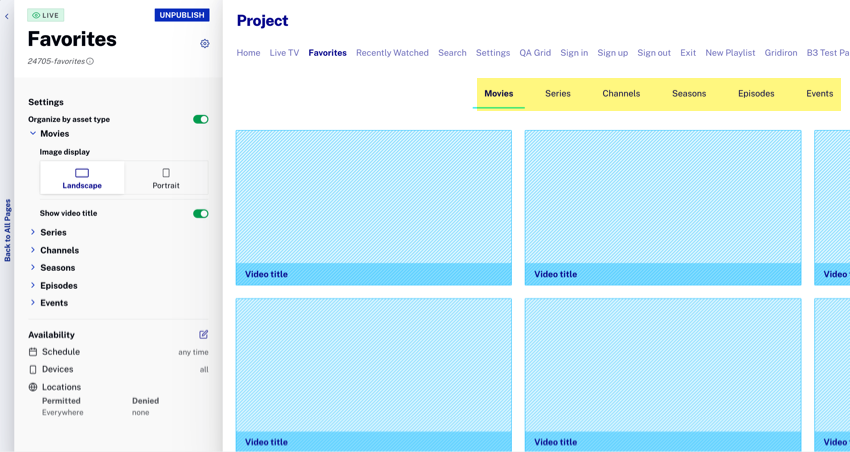 LIVE
UNPUBLISH
Favorites
24705-favorites
Back to All Pages
Settings
Organize by asset type
Movies
Image display
Landscape
Portrait
Show video title
Series
Channels
Seasons
Episodes
Events
Availability
Schedule any time
Devices all
Locations
Permitted Denied
Everywhere none
Project
Home Live TV Favorites Recently Watched Search Settings QA Grid Sign in Sign up Sign out Exit New Playlist Gridiron B3 Test Pa
Movies Series Channels Seasons Episodes Events
Video title Video title Video t
Video title Video title Video t